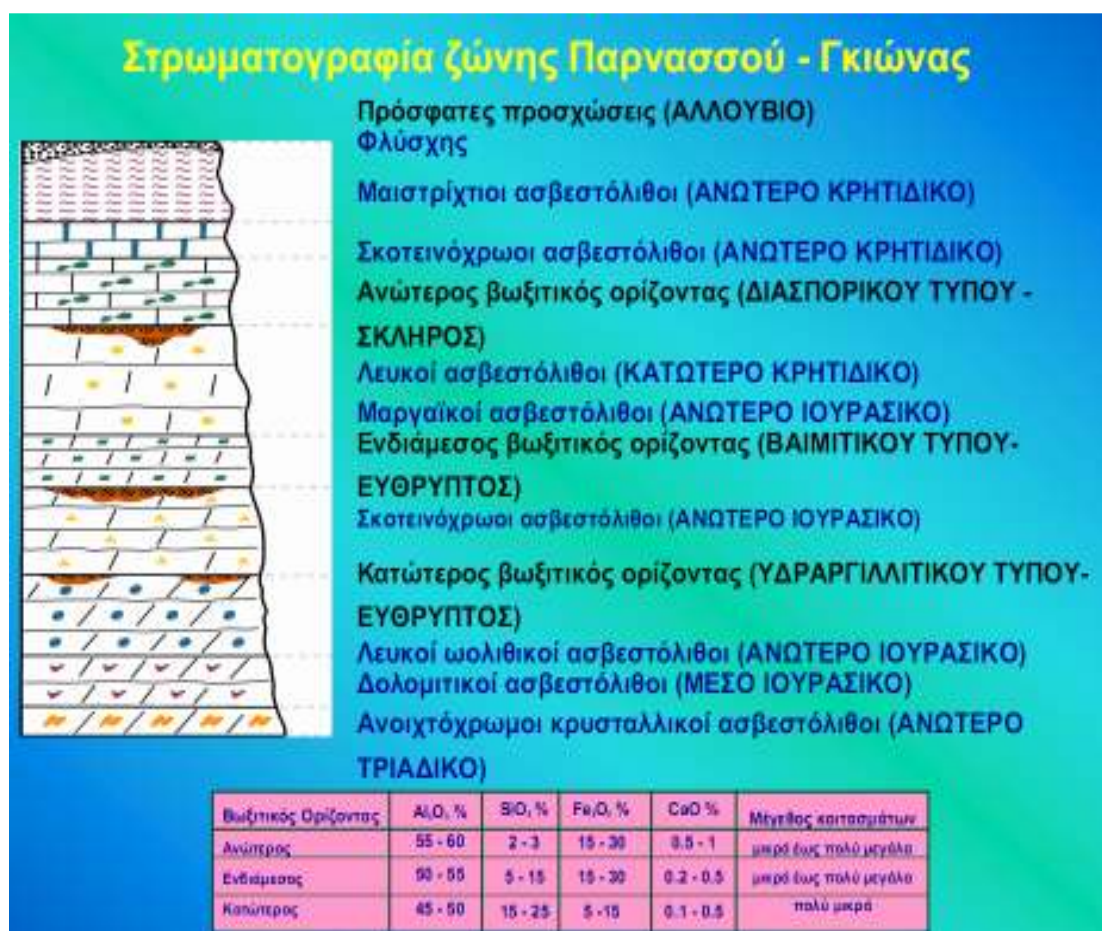 Στρωματογραφία ζώνης Παρνασσού - Γκιώνας
Πρόσφατες προσχώσεις (ΑΛΛΟΥΒΙΟ)
Φλύσχης
Μαιστρίχτιοι ασβεστόλιθοι (ΑΝΩΤΕΡΟ ΚΡΗΤΙΔΙΚΟ)
Σκοτεινόχρωοι ασβεστόλιθοι (ΑΝΩΤΕΡΟ ΚΡΗΤΙΔΙΚΟ)
Ανώτερος βωξιτικός ορίζοντας (ΔΙΑΣΠΟΡΙΚΟΥ ΤΥΠΟΥ -
ΣΚΛΗΡΟΣ)
Λευκοί ασβεστόλιθοι (ΚΑΤΩΤΕΡΟ ΚΡΗΤΙΔΙΚΟ)
Μαργαϊκοί ασβεστόλιθοι (ΑΝΩΤΕΡΟ ΙΟΥΡΑΣΙΚΟ)
Ενδιάμεσος βωξιτικός ορίζοντας (ΒΑΙΜΙΤΙΚΟΥ ΤΥΠΟΥ-
ΕΥΘΡΥΠΤΟΣ)
Σκοτεινόχρωοι ασβεστόλιθοι (ΑΝΩΤΕΡΟ ΙΟΥΡΑΣΙΚΟ)
Κατώτερος βωξιτικός ορίζοντας (ΥΔΡΑΡΓΙΛΛΙΤΙΚΟΥ ΤΥΠΟΥ-
ΕΥΘΡΥΠΤΟΣ)
Λευκοί ωολιθικοί ασβεστόλιθοι (ΑΝΩΤΕΡΟ ΙΟΥΡΑΣΙΚΟ)
Δολομιτικοί ασβεστόλιθοι (ΜΕΣΟ ΙΟΥΡΑΣΙΚΟ)
Ανοιχτόχρωμοι κρυσταλλικοί ασβεστόλιθοι (ΑΝΩΤΕΡΟ
ΤΡΙΑΔΙΚΟ)
Βωξιτικός Ορίζοντας Al₂O₃ % SiO₂ % Fe₂O₃ % CaO % Μέγεθος κοιτασμάτων
Ανώτερος 55 - 60 2 - 3 15 - 30 0.5 - 1 μικρά έως πολύ μεγάλα
Ενδιάμεσος 50 - 55 5 - 15 15 - 30 0.2 - 0.5 μικρά έως πολύ μεγάλα
Κατώτερος 45 - 50 15 - 25 5 -15 0.1 - 0.5 πολύ μικρά